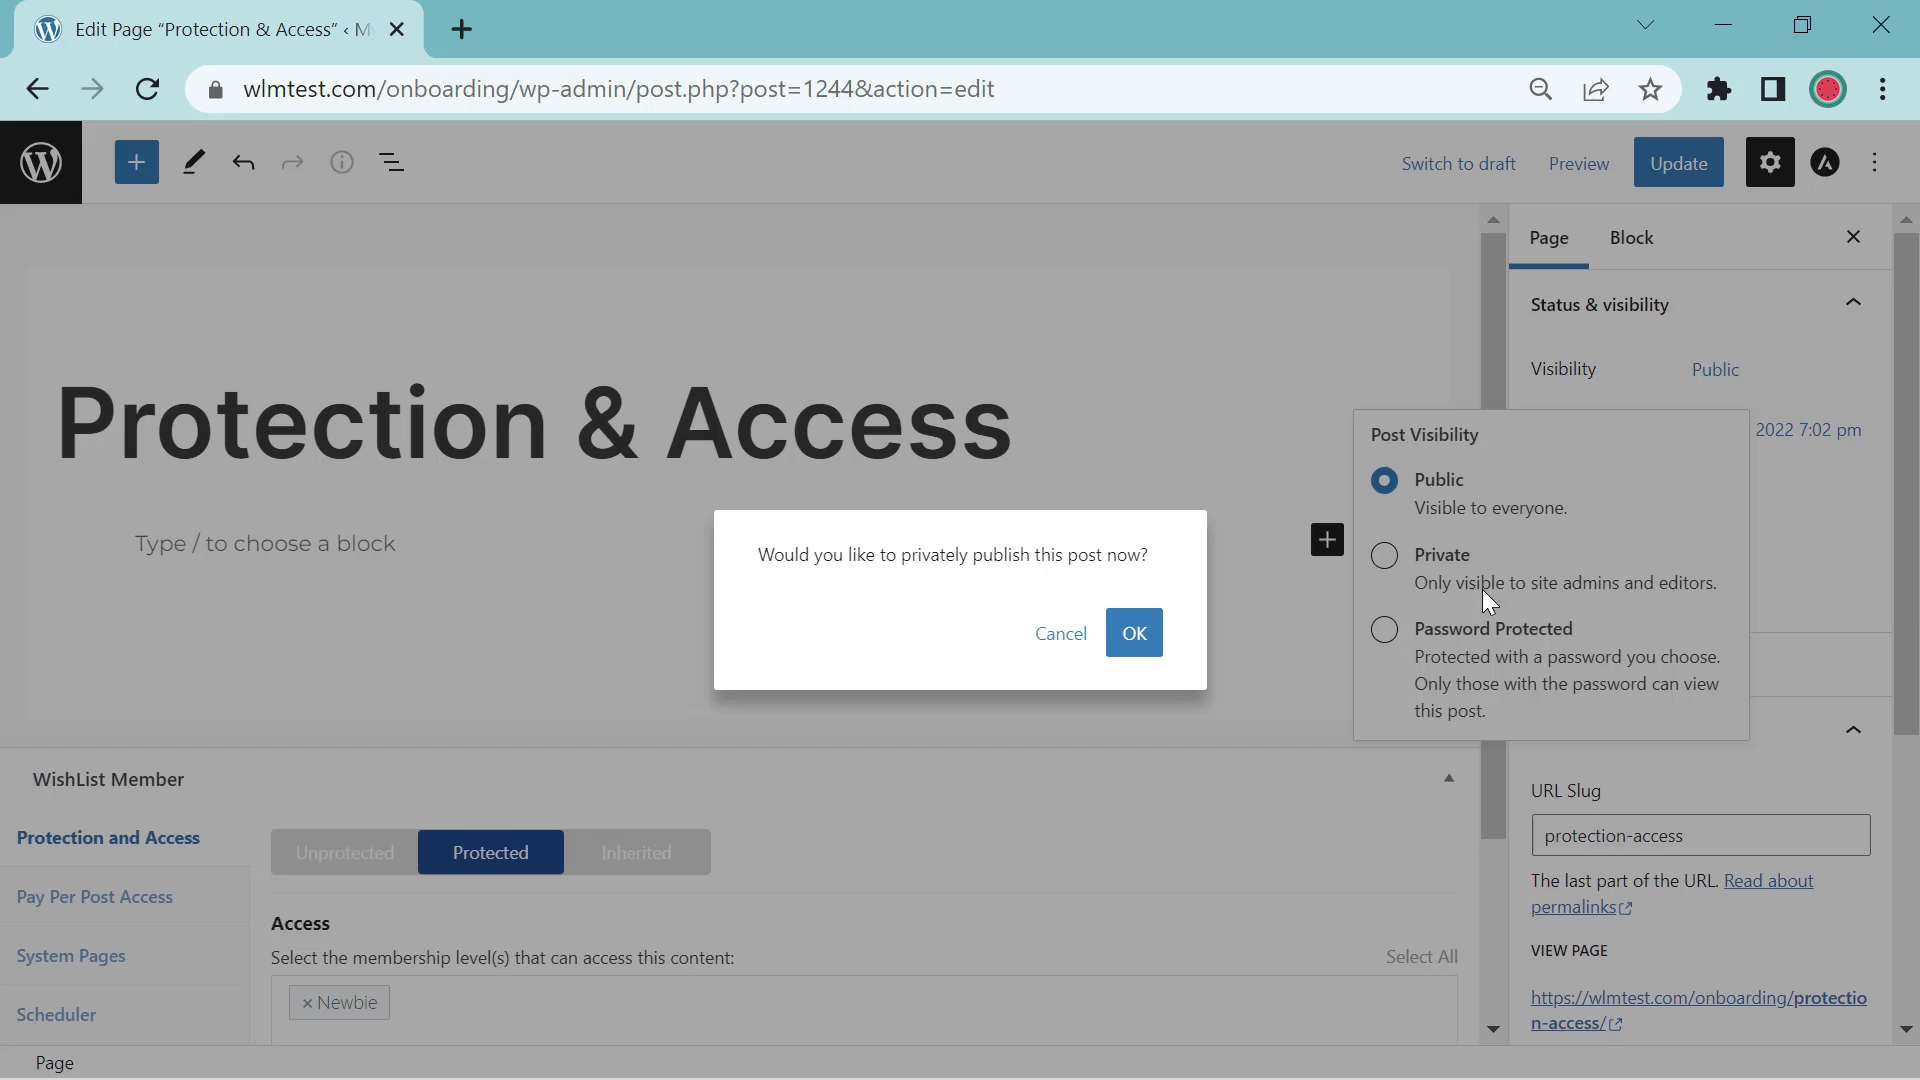 Edit Page “Protection & Access” ‹ My
wlmtest.com/onboarding/wp-admin/post.php?post=1244&action=edit
Switch to draft
Preview
Update
Page
Block
Status & visibility
Visibility
Public
2022 7:02 pm
Protection & Access
Type / to choose a block
Post Visibility
Public
Visible to everyone.
Private
Only visible to site admins and editors.
Password Protected
Protected with a password you choose.
Only those with the password can view
this post.
Would you like to privately publish this post now?
Cancel
OK
WishList Member
Protection and Access
Pay Per Post Access
System Pages
Scheduler
Unprotected
Protected
Inherited
Access
Select the membership level(s) that can access this content:
Select All
× Newbie
URL Slug
protection-access
The last part of the URL. Read about
permalinks
VIEW PAGE
https://wlmtest.com/onboarding/protectio
n-access/
Page